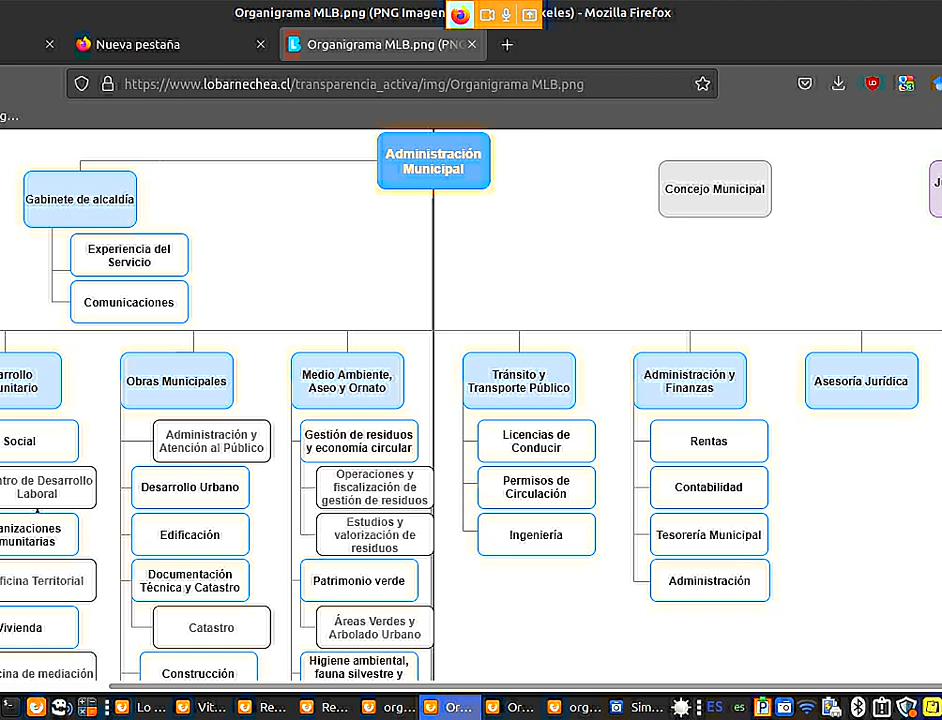 Organigrama MLB.png (PNG Imagen
keles) - Mozilla Firefox
Nueva pestaña
Organigrama MLB.png (PNG
https://www.lobarnechea.cl/transparencia_activa/img/Organigrama MLB.png
g...
Administración
Municipal
Gabinete de alcaldía
Concejo Municipal
Experiencia del
Servicio
Comunicaciones
arrollo
unitario
Obras Municipales
Medio Ambiente,
Aseo y Ornato
Tránsito y
Transporte Público
Administración y
Finanzas
Asesoría Jurídica
Social
ntro de Desarrollo
Laboral
anizaciones
munitarias
ficina Territorial
Vivienda
cina de mediación
Administración y
Atención al Público
Desarrollo Urbano
Edificación
Documentación
Técnica y Catastro
Catastro
Construcción
Gestión de residuos
y economía circular
Operaciones y
fiscalización de
gestión de residuos
Estudios y
valorización de
residuos
Patrimonio verde
Áreas Verdes y
Arbolado Urbano
Higiene ambiental,
fauna silvestre y
Licencias de
Conducir
Permisos de
Circulación
Ingeniería
Rentas
Contabilidad
Tesorería Municipal
Administración
Lo ...
Vit...
Re...
Re...
org...
Or...
Or...
org...
Sim...
ES
es